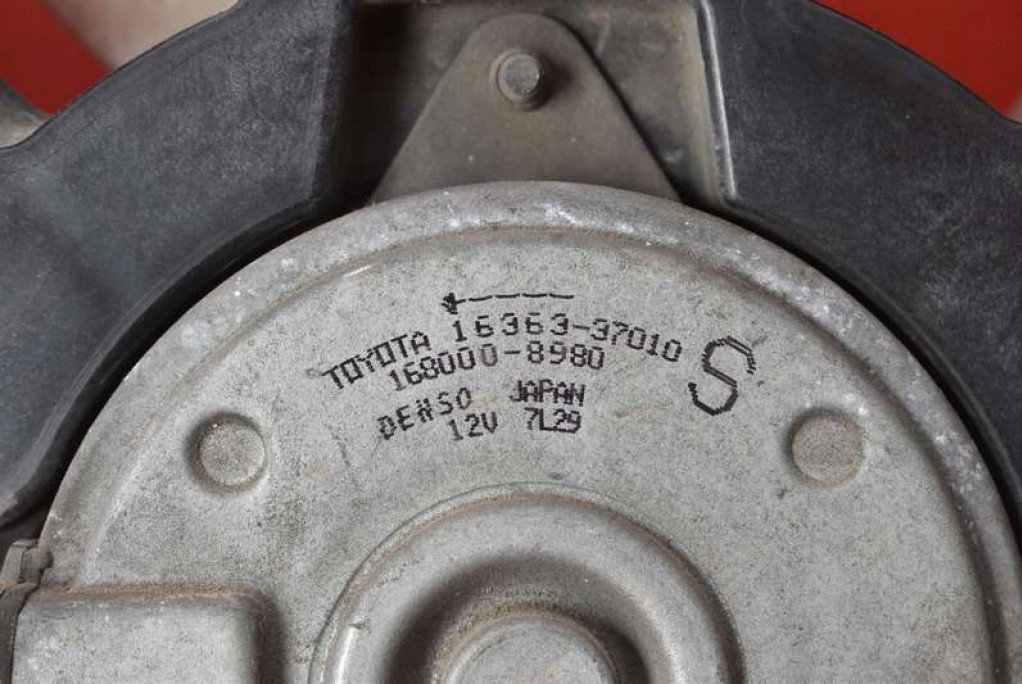 TOYOTA 16363-37010
168000-8980
S
DENSO JAPAN
12V 7L29